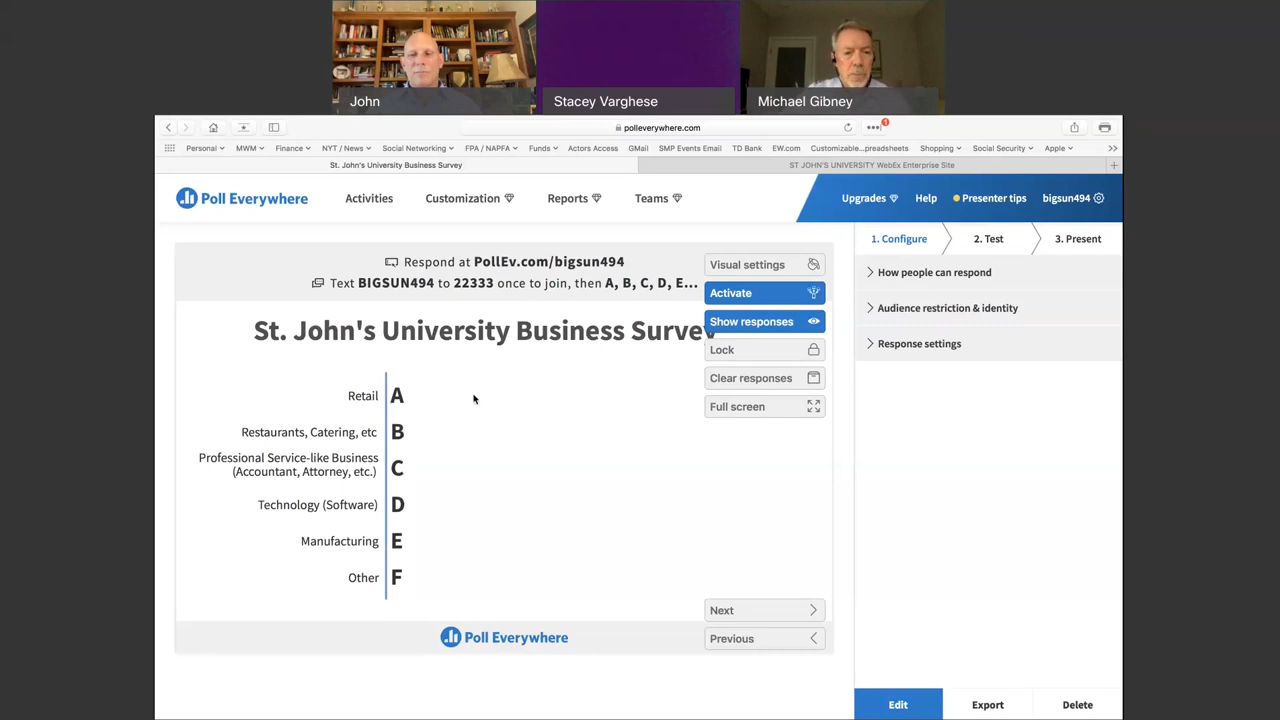 John
Stacey Varghese
Michael Gibney
polleverywhere.com
1
Personal
MWM
Finance
NYT / News
Social Networking
FPA / NAPFA
Funds
Actors Access
GMail
SMP Events Email
TD Bank
EW.com
Customizable...preadsheets
Shopping
Social Security
Apple
St. John's University Business Survey
ST JOHN'S UNIVERSITY WebEx Enterprise Site
Poll Everywhere
Activities
Customization
Reports
Teams
Upgrades
Help
Presenter tips
bigsun494
Respond at PollEv.com/bigsun494
Text BIGSUN494 to 22333 once to join, then A, B, C, D, E...
St. John's University Business Survey
Retail A
Restaurants, Catering, etc B
Professional Service-like Business
(Accountant, Attorney, etc.) C
Technology (Software) D
Manufacturing E
Other F
Poll Everywhere
Visual settings
Activate
Show responses
Lock
Clear responses
Full screen
Next
Previous
1. Configure
2. Test
3. Present
How people can respond
Audience restriction & identity
Response settings
Edit
Export
Delete